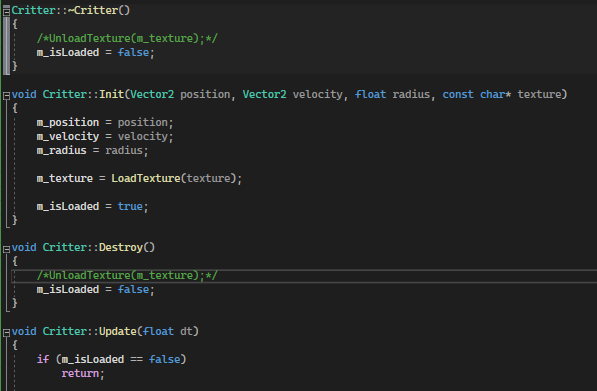 Critter::~Critter()
{
/*UnloadTexture(m_texture);*/
m_isLoaded = false;
}
void Critter::Init(Vector2 position, Vector2 velocity, float radius, const char* texture)
{
m_position = position;
m_velocity = velocity;
m_radius = radius;
m_texture = LoadTexture(texture);
m_isLoaded = true;
}
void Critter::Destroy()
{
/*UnloadTexture(m_texture);*/
m_isLoaded = false;
}
void Critter::Update(float dt)
{
if (m_isLoaded == false)
return;